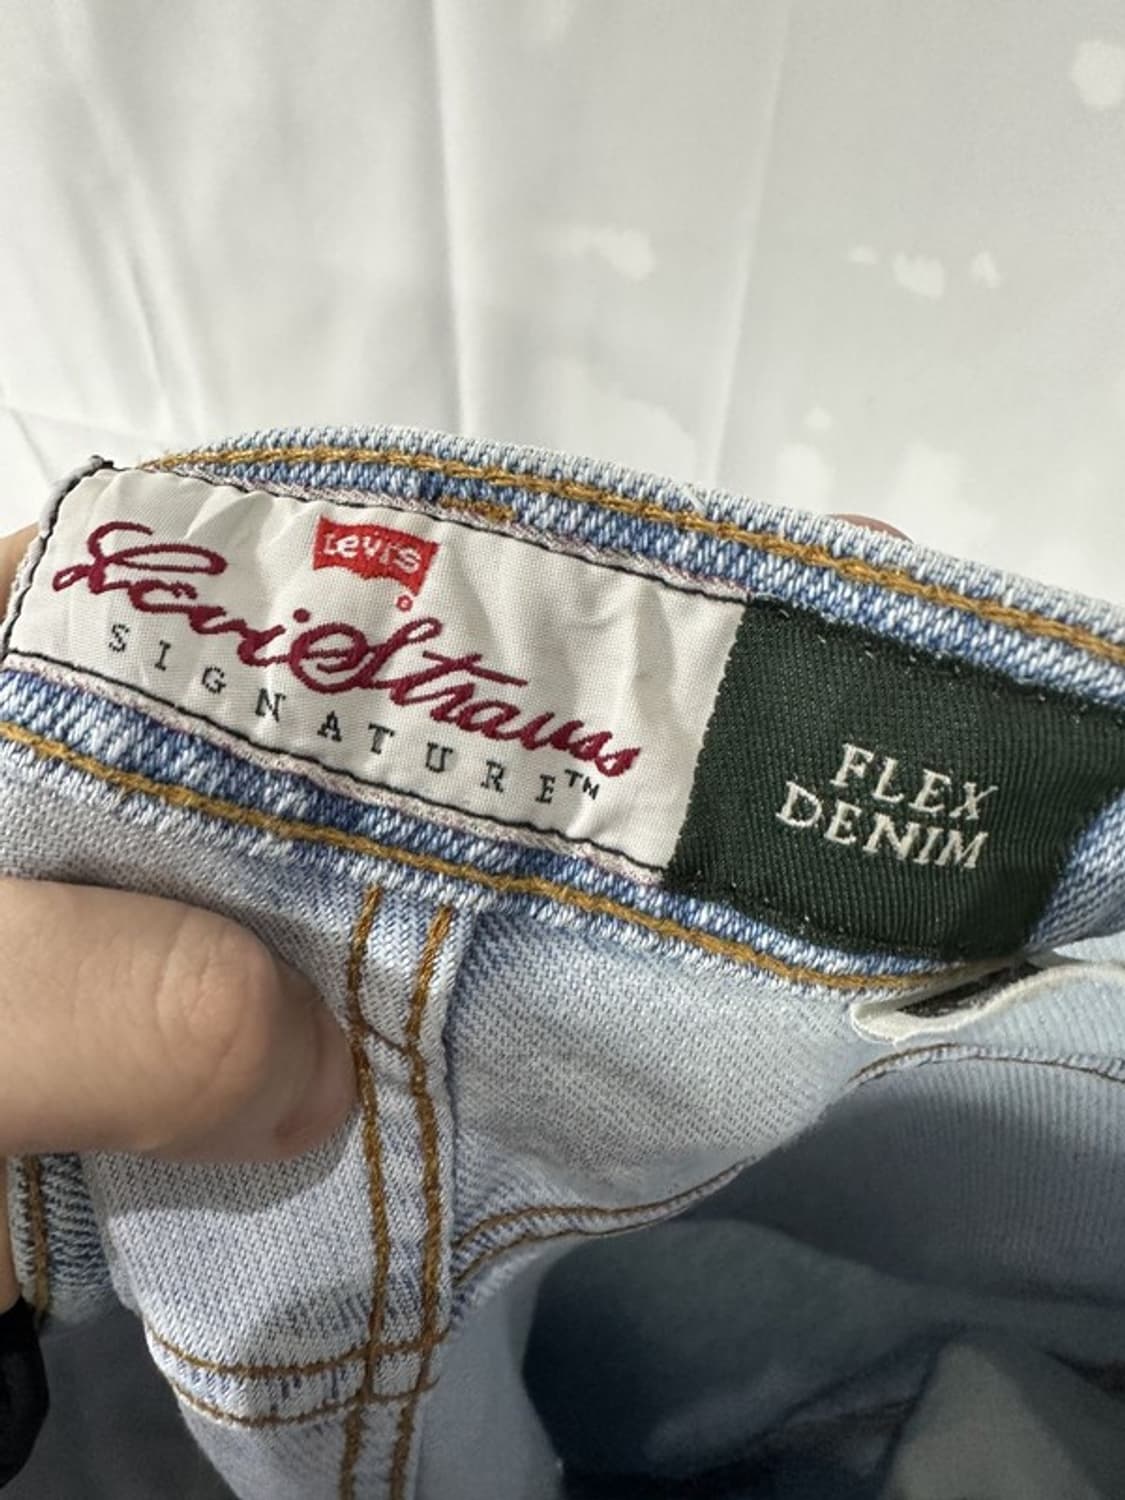 Levi's
Levi Strauss
SIGNATURE™
FLEX
DENIM